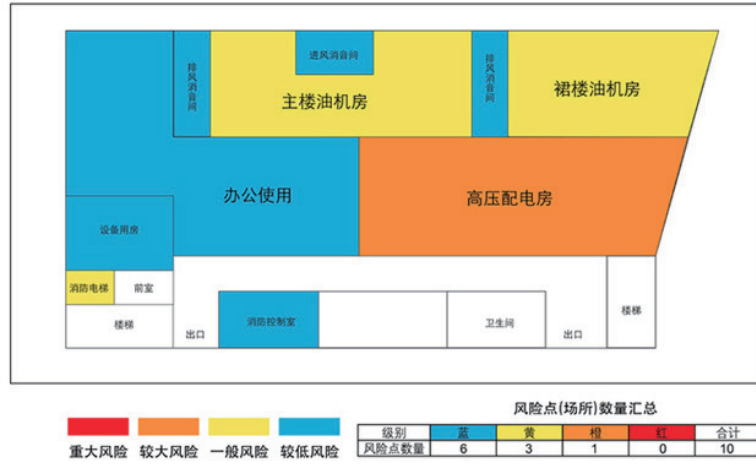 排风消音间
进风消音间
主楼油机房
排风消音间
裙楼油机房
办公使用
高压配电房
设备用房
消防电梯
前室
楼梯
出口
消防控制室
卫生间
出口
楼梯
风险点(场所)数量汇总
重大风险 较大风险 一般风险 较低风险
级别 蓝 黄 橙 红 合计
风险点数量 6 3 1 0 10